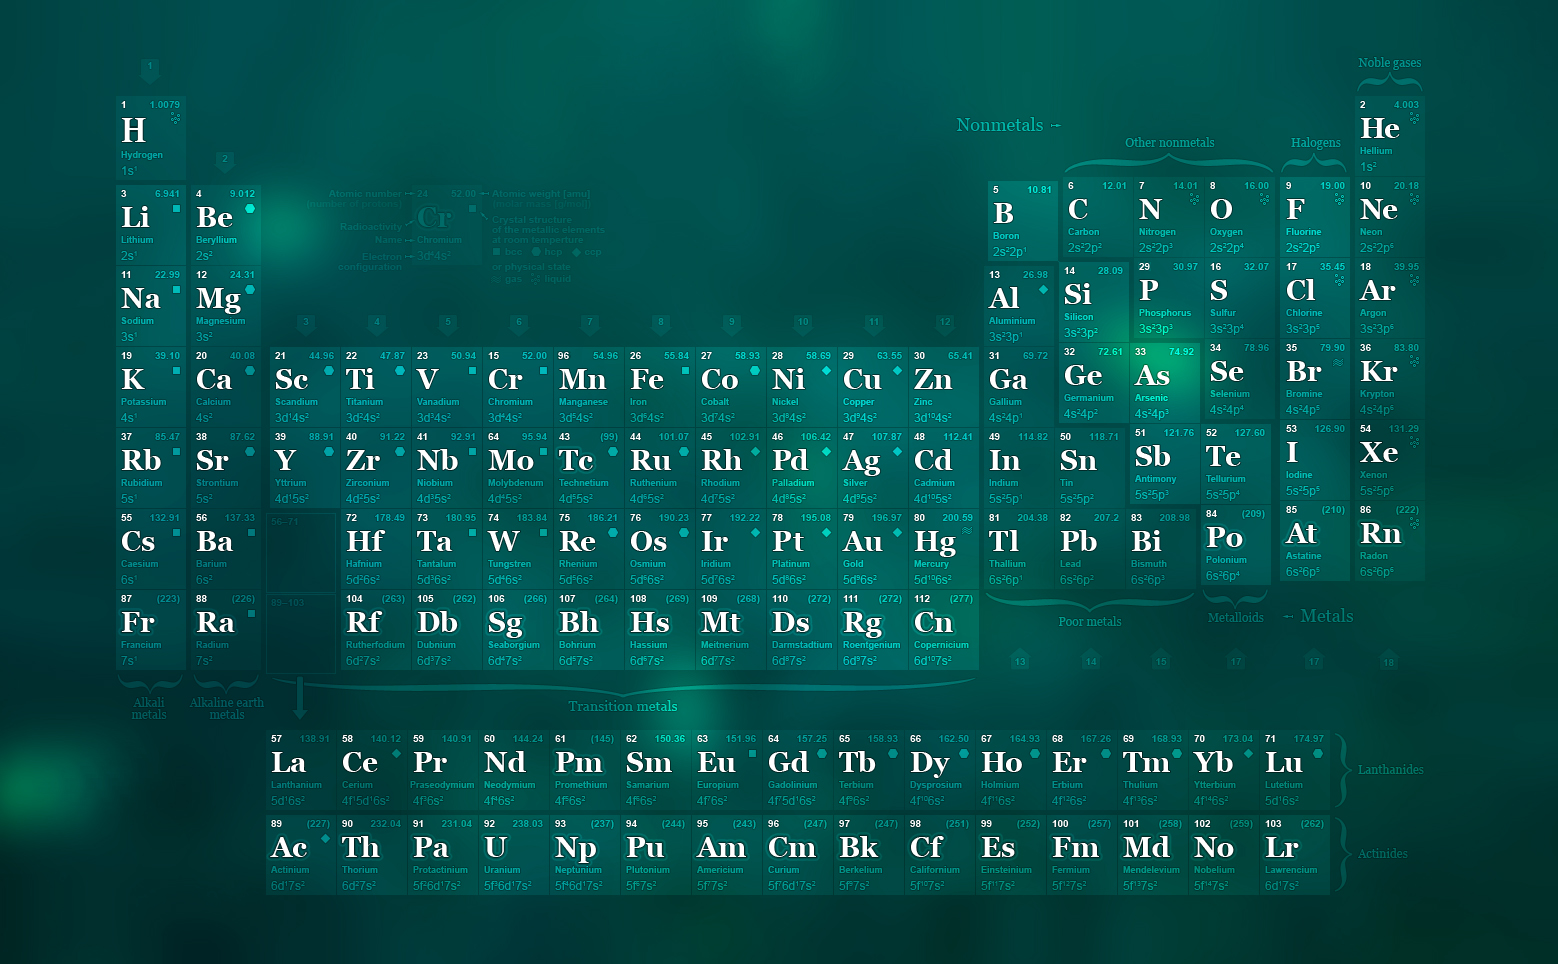 1
Noble gases
1 1.0079
H
Hydrogen
1s¹
2 4.003
He
Hellium
1s²
Nonmetals
Other nonmetals
Halogens
2
3 6.941
Li
Lithium
2s¹
4 9.012
Be
Beryllium
2s²
Atomic number 24 52.00 Atomic weight (amu)
(number of protons) Cr
Radioactivity
Name Chromium
Electron 3d⁴4s²
configuration
Crystal structure
of the metallic elements
at room temperture
bcc hcp ccp
or physical state
gas liquid
5 10.81
B
Boron
2s²2p¹
6 12.01
C
Carbon
2s²2p²
7 14.01
N
Nitrogen
2s²2p³
8 16.00
O
Oxygen
2s²2p⁴
9 19.00
F
Fluorine
2s²2p⁵
10 20.18
Ne
Neon
2s²2p⁶
11 22.99
Na
Sodium
3s¹
12 24.31
Mg
Magnesium
3s²
13 26.98
Al
Aluminium
3s²3p¹
14 28.09
Si
Silicon
3s²3p²
29 30.97
P
Phosphorus
3s²3p³
16 32.07
S
Sulfur
3s²3p⁴
17 35.45
Cl
Chlorine
3s²3p⁵
18 39.95
Ar
Argon
3s²3p⁶
3 4 5 6 7 8 9 10 11 12
19 39.10
K
Potassium
4s¹
20 40.08
Ca
Calcium
4s²
21 44.96
Sc
Scandium
3d¹4s²
22 47.87
Ti
Titanium
3d²4s²
23 50.94
V
Vanadium
3d³4s²
15 52.00
Cr
Chromium
3d⁴4s²
96 54.96
Mn
Manganese
3d⁵4s²
26 55.84
Fe
Iron
3d⁶4s²
27 58.93
Co
Cobalt
3d⁷4s²
28 58.69
Ni
Nickel
3d⁸4s²
29 63.55
Cu
Copper
3d⁹4s²
30 65.41
Zn
Zinc
3d¹⁰4s²
31 69.72
Ga
Gallium
4s²4p¹
32 72.61
Ge
Germanium
4s²4p²
33 74.92
As
Arsenic
4s²4p³
34 78.96
Se
Selenium
4s²4p⁴
35 79.90
Br
Bromine
4s²4p⁵
36 83.80
Kr
Krypton
4s²4p⁶
37 85.47
Rb
Rubidium
5s¹
38 87.62
Sr
Strontium
5s²
39 88.91
Y
Yttrium
4d¹5s²
40 91.22
Zr
Zirconium
4d²5s²
41 92.91
Nb
Niobium
4d³5s²
64 95.94
Mo
Molybdenum
4d⁴5s²
43 (99)
Tc
Technetium
4d⁵5s²
44 101.07
Ru
Ruthenium
4d⁶5s²
45 102.91
Rh
Rhodium
4d⁷5s²
46 106.42
Pd
Palladium
4d⁸5s²
47 107.87
Ag
Silver
4d⁹5s²
48 112.41
Cd
Cadmium
4d¹⁰5s²
49 114.82
In
Indium
5s²5p¹
50 118.71
Sn
Tin
5s²5p²
51 121.76
Sb
Antimony
5s²5p³
52 127.60
Te
Tellurium
5s²5p⁴
53 126.90
I
Iodine
5s²5p⁵
54 131.29
Xe
Xenon
5s²5p⁶
55 132.91
Cs
Caesium
6s¹
56 137.33
Ba
Barium
6s²
56–71
72 178.49
Hf
Hafnium
5d²6s²
73 180.95
Ta
Tantalum
5d³6s²
74 183.84
W
Tungstren
5d⁴6s²
75 186.21
Re
Rhenium
5d⁵6s²
76 190.23
Os
Osmium
5d⁶6s²
77 192.22
Ir
Iridium
5d⁷6s²
78 195.08
Pt
Platinum
5d⁸6s²
79 196.97
Au
Gold
5d⁹6s²
80 200.59
Hg
Mercury
5d¹⁰6s²
81 204.38
Tl
Thallium
6s²6p¹
82 207.2
Pb
Lead
6s²6p²
83 208.98
Bi
Bismuth
6s²6p³
84 (209)
Po
Polonium
6s²6p⁴
85 (210)
At
Astatine
6s²6p⁵
86 (222)
Rn
Radon
6s²6p⁶
87 (223)
Fr
Francium
7s¹
88 (226)
Ra
Radium
7s²
89–103
104 (263)
Rf
Rutherfodium
6d²7s²
105 (262)
Db
Dubnium
6d³7s²
106 (266)
Sg
Seaborgium
6d⁴7s²
107 (264)
Bh
Bohrium
6d⁵7s²
108 (269)
Hs
Hassium
6d⁶7s²
109 (268)
Mt
Meitnerium
6d⁷7s²
110 (272)
Ds
Darmstadtium
6d⁸7s²
111 (272)
Rg
Roentgenium
6d⁹7s²
112 (277)
Cn
Copernicium
6d¹⁰7s²
Poor metals
Metalloids
Metals
13 14 15 17 17 18
Alkali
metals
Alkaline earth
metals
Transition metals
57 138.91
La
Lanthanium
5d¹6s²
58 140.12
Ce
Cerium
4f¹5d¹6s²
59 140.91
Pr
Praseodymium
4f³6s²
60 144.24
Nd
Neodymium
4f⁴6s²
61 (145)
Pm
Promethium
4f⁵6s²
62 150.36
Sm
Samarium
4f⁶6s²
63 151.96
Eu
Europium
4f⁷6s²
64 157.25
Gd
Gadolinium
4f⁷5d¹6s²
65 158.93
Tb
Terbium
4f⁹6s²
66 162.50
Dy
Dysprosium
4f¹⁰6s²
67 164.93
Ho
Holmium
4f¹¹6s²
68 167.26
Er
Erbium
4f¹²6s²
69 168.93
Tm
Thulium
4f¹³6s²
70 173.04
Yb
Ytterbium
4f¹⁴6s²
71 174.97
Lu
Lutetium
5d¹6s²
Lanthanides
89 (227)
Ac
Actinium
6d¹7s²
90 232.04
Th
Thorium
6d²7s²
91 231.04
Pa
Protactinium
5f²6d¹7s²
92 238.03
U
Uranium
5f³6d¹7s²
93 (237)
Np
Neptunium
5f⁴6d¹7s²
94 (244)
Pu
Plutonium
5f⁶7s²
95 (243)
Am
Americium
5f⁷7s²
96 (247)
Cm
Curium
5f⁷6d¹7s²
97 (247)
Bk
Berkelium
5f⁹7s²
98 (251)
Cf
Californium
5f¹⁰7s²
99 (252)
Es
Einsteinium
5f¹¹7s²
100 (257)
Fm
Fermium
5f¹²7s²
101 (258)
Md
Mendelevium
5f¹³7s²
102 (259)
No
Nobelium
5f¹⁴7s²
103 (262)
Lr
Lawrencium
6d¹7s²
Actinides